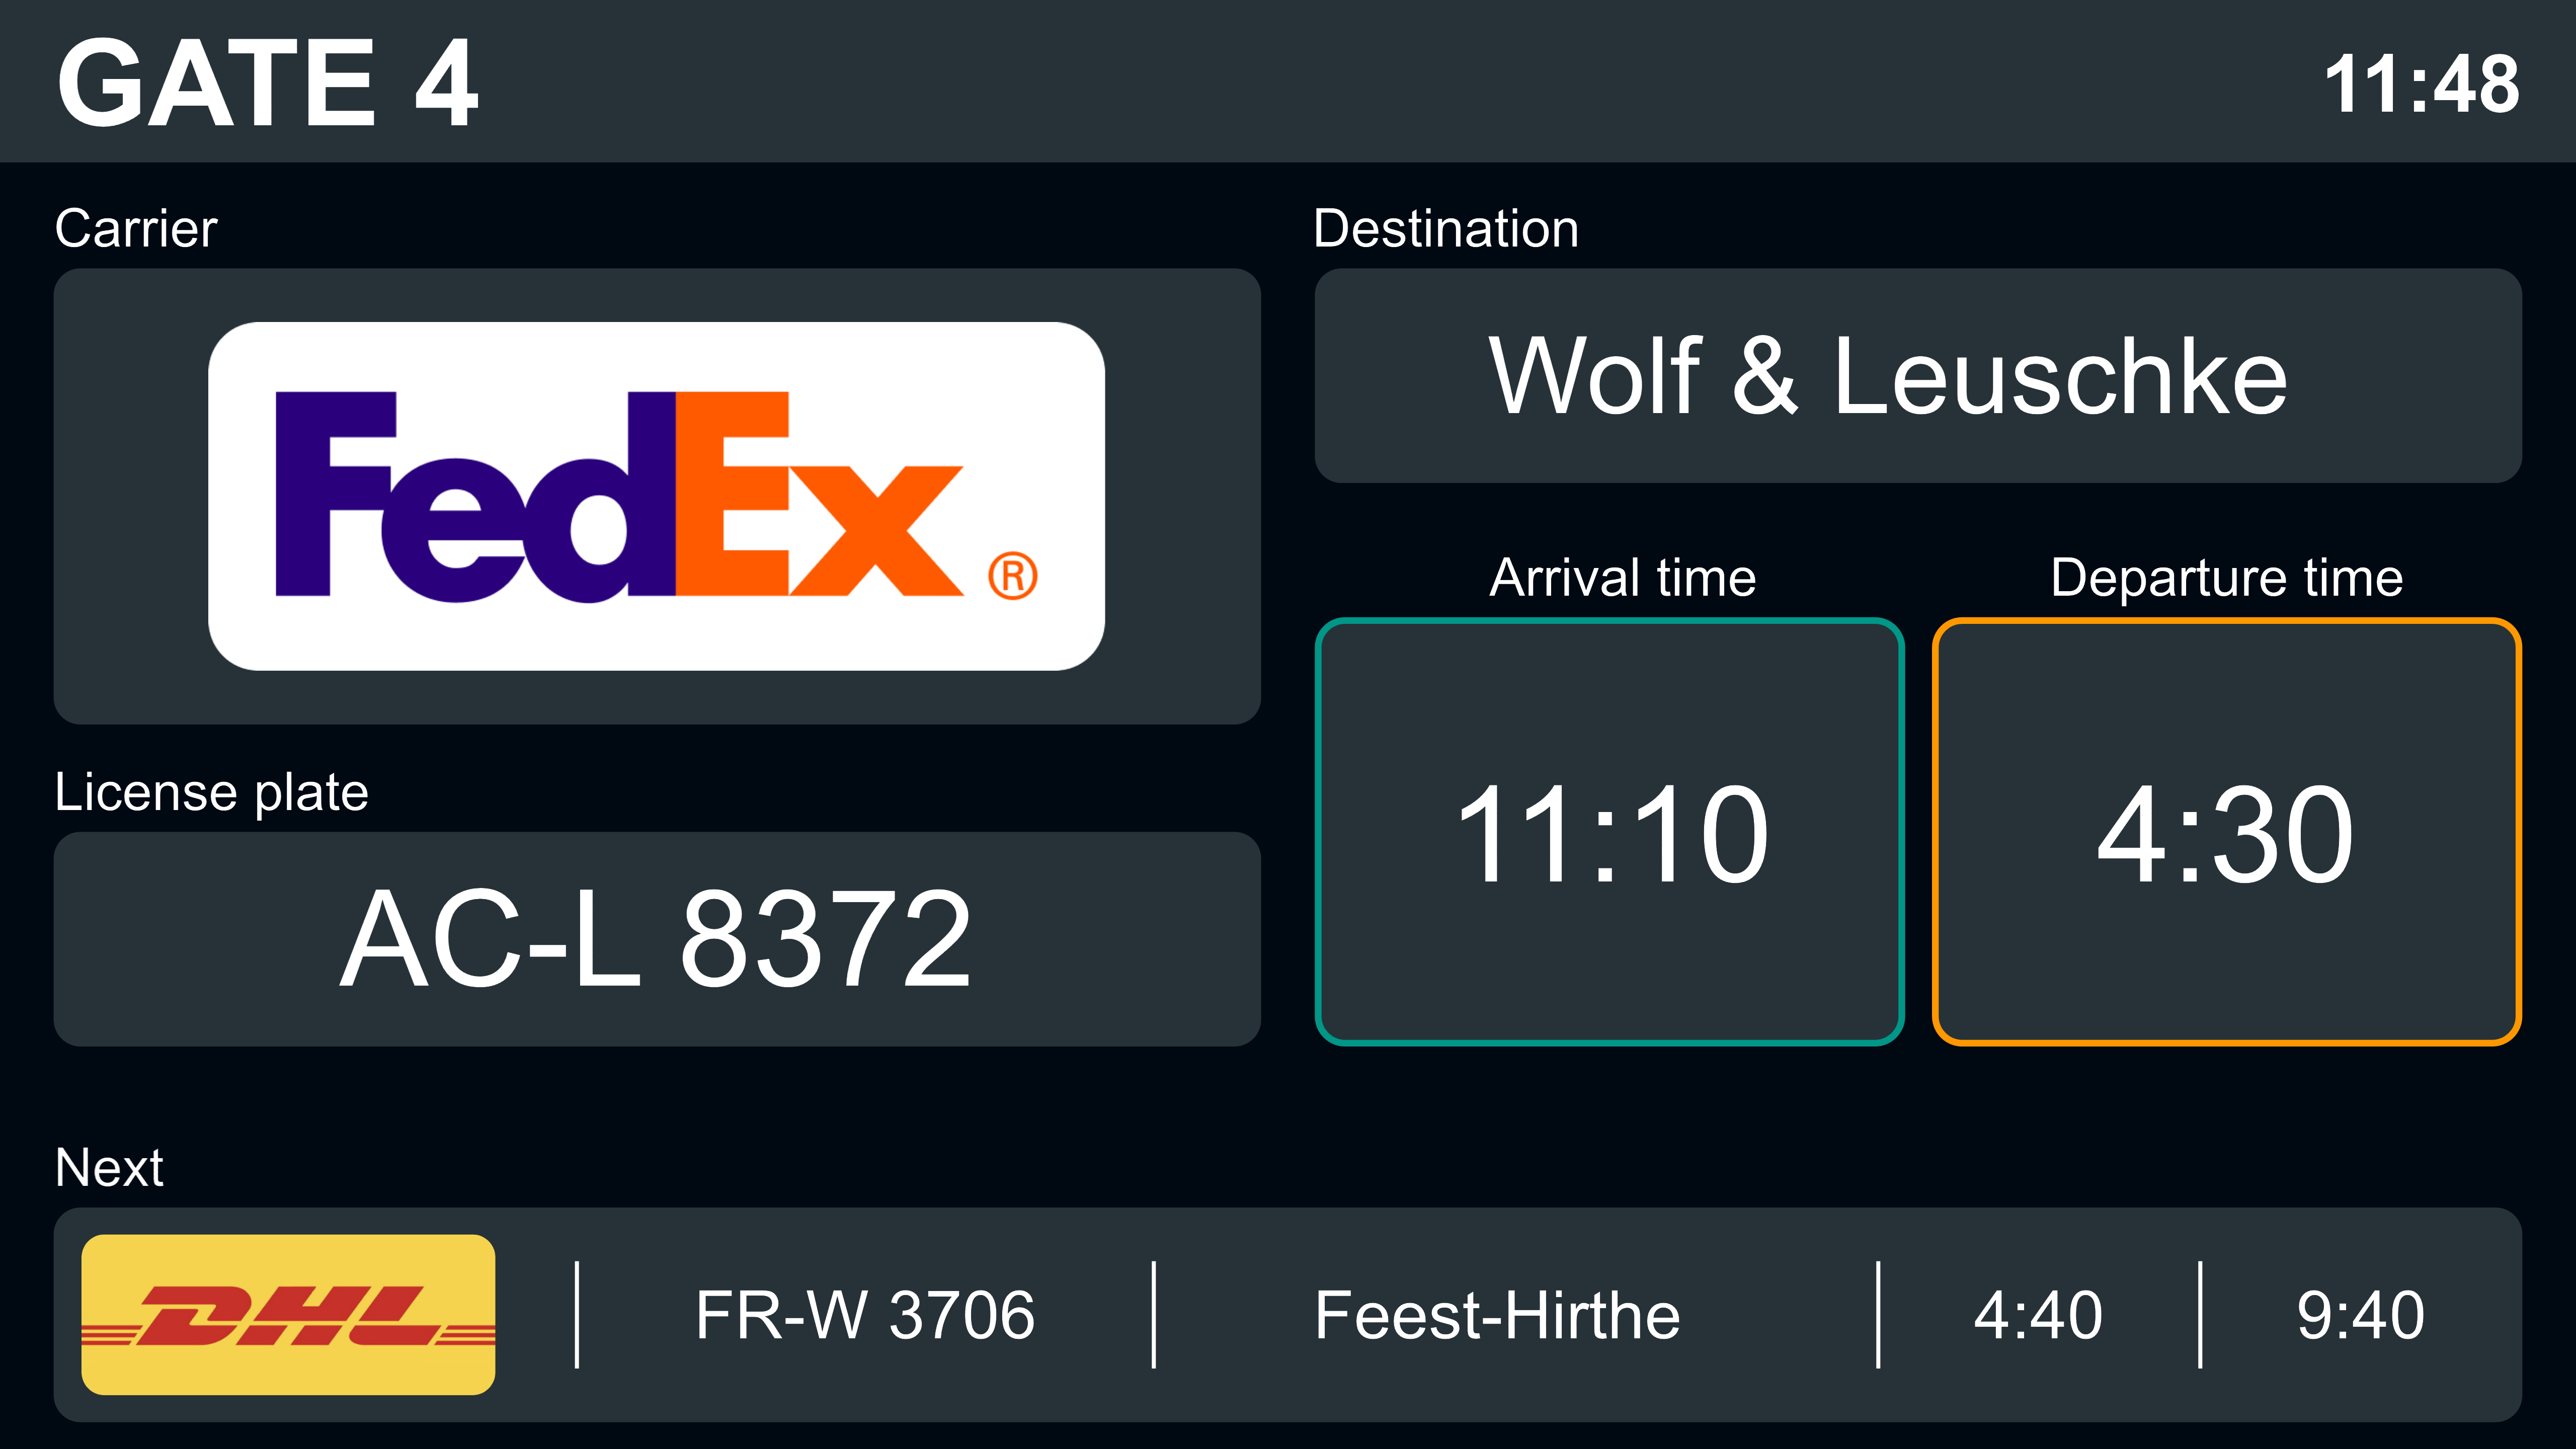 GATE 4
11:48
Carrier
FedEx ®
License plate
AC-L 8372
Destination
Wolf & Leuschke
Arrival time
11:10
Departure time
4:30
Next
DHL
FR-W 3706
Feest-Hirthe
4:40
9:40